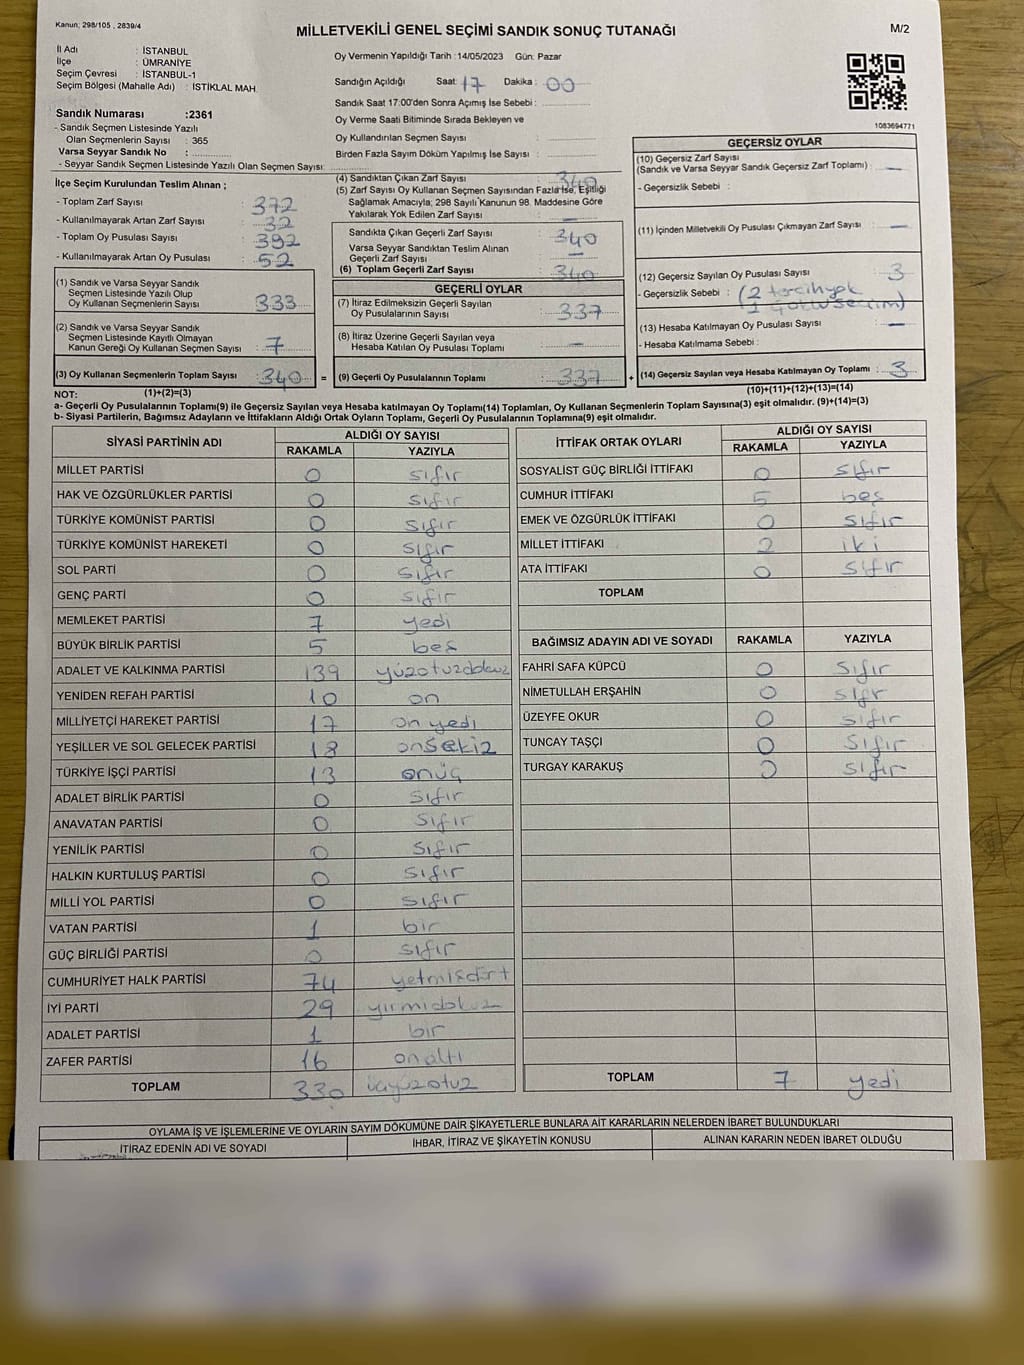 Kanun; 298/105 , 2839/4
MİLLETVEKİLİ GENEL SEÇİMİ SANDIK SONUÇ TUTANAĞI
M/2
İl Adı : İSTANBUL
İlçe : ÜMRANİYE
Seçim Çevresi : İSTANBUL-1
Seçim Bölgesi (Mahalle Adı) : İSTİKLAL MAH.
Sandık Numarası :2361
- Sandık Seçmen Listesinde Yazılı
Olan Seçmenlerin Sayısı : 365
Varsa Seyyar Sandık No :
- Seyyar Sandık Seçmen Listesinde Yazılı Olan Seçmen Sayısı:
Oy Vermenin Yapıldığı Tarih :14/05/2023 Gün: Pazar
Sandığın Açıldığı Saat: 17 Dakika: 00
Sandık Saat 17:00'den Sonra Açımış İse Sebebi :
Oy Verme Saati Bitiminde Sırada Bekleyen ve
Oy Kullandırılan Seçmen Sayısı :
Birden Fazla Sayım Döküm Yapılmış İse Sayısı :
1083694771
İlçe Seçim Kurulundan Teslim Alınan ;
- Toplam Zarf Sayısı : 372
- Kullanılmayarak Artan Zarf Sayısı : 32
- Toplam Oy Pusulası Sayısı : 392
- Kullanılmayarak Artan Oy Pusulası : 52
(1) Sandık ve Varsa Seyyar Sandık
Seçmen Listesinde Yazılı Olup
Oy Kullanan Seçmenlerin Sayısı : 333
(2) Sandık ve Varsa Seyyar Sandık
Seçmen Listesinde Kayıtlı Olmayan
Kanun Gereği Oy Kullanan Seçmen Sayısı : 7
(3) Oy Kullanan Seçmenlerin Toplam Sayısı : 340 =
(4) Sandıktan Çıkan Zarf Sayısı : 340
(5) Zarf Sayısı Oy Kullanan Seçmen Sayısından Fazla İse, Eşitliği
Sağlamak Amacıyla; 298 Sayılı Kanunun 98. Maddesine Göre
Yakılarak Yok Edilen Zarf Sayısı : —
Sandıkta Çıkan Geçerli Zarf Sayısı : 340
Varsa Seyyar Sandıktan Teslim Alınan
Geçerli Zarf Sayısı : —
(6) Toplam Geçerli Zarf Sayısı : 340
GEÇERLİ OYLAR
(7) İtiraz Edilmeksizin Geçerli Sayılan
Oy Pusulalarının Sayısı : 337
(8) İtiraz Üzerine Geçerli Sayılan veya
Hesaba Katılan Oy Pusulası Toplamı : —
(9) Geçerli Oy Pusulalarının Toplamı : 337 +
GEÇERSİZ OYLAR
(10) Geçersiz Zarf Sayısı
(Sandık ve Varsa Seyyar Sandık Geçersiz Zarf Toplamı) : —
- Geçersizlik Sebebi :
(11) İçinden Milletvekili Oy Pusulası Çıkmayan Zarf Sayısı : —
(12) Geçersiz Sayılan Oy Pusulası Sayısı : 3
- Geçersizlik Sebebi : (2 tercih yok
1 çoklu seçim)
(13) Hesaba Katılmayan Oy Pusulası Sayısı : —
- Hesaba Katılmama Sebebi :
(14) Geçersiz Sayılan veya Hesaba Katılmayan Oy Toplamı : 3
NOT: (1)+(2)=(3)
(10)+(11)+(12)+(13)=(14)
a- Geçerli Oy Pusulalarının Toplamı(9) ile Geçersiz Sayılan veya Hesaba katılmayan Oy Toplamı(14) Toplamları, Oy Kullanan Seçmenlerin Toplam Sayısına(3) eşit olmalıdır. (9)+(14)=(3)
b- Siyasi Partilerin, Bağımsız Adayların ve İttifakların Aldığı Ortak Oyların Toplamı, Geçerli Oy Pusulalarının Toplamına(9) eşit olmalıdır.
SİYASİ PARTİNİN ADI
ALDIĞI OY SAYISI
RAKAMLA YAZIYLA
MİLLET PARTİSİ 0 sıfır
HAK VE ÖZGÜRLÜKLER PARTİSİ 0 sıfır
TÜRKİYE KOMÜNİST PARTİSİ 0 sıfır
TÜRKİYE KOMÜNİST HAREKETİ 0 sıfır
SOL PARTİ 0 sıfır
GENÇ PARTİ 0 sıfır
MEMLEKET PARTİSİ 7 yedi
BÜYÜK BİRLİK PARTİSİ 5 beş
ADALET VE KALKINMA PARTİSİ 139 yüzotuzdokuz
YENİDEN REFAH PARTİSİ 10 on
MİLLİYETÇİ HAREKET PARTİSİ 17 on yedi
YEŞİLLER VE SOL GELECEK PARTİSİ 18 onsekiz
TÜRKİYE İŞÇİ PARTİSİ 13 onüç
ADALET BİRLİK PARTİSİ 0 sıfır
ANAVATAN PARTİSİ 0 sıfır
YENİLİK PARTİSİ 0 sıfır
HALKIN KURTULUŞ PARTİSİ 0 sıfır
MİLLİ YOL PARTİSİ 0 sıfır
VATAN PARTİSİ 1 bir
GÜÇ BİRLİĞİ PARTİSİ 0 sıfır
CUMHURİYET HALK PARTİSİ 74 yetmişdört
İYİ PARTİ 29 yirmidokuz
ADALET PARTİSİ 1 bir
ZAFER PARTİSİ 16 onaltı
TOPLAM 330 üçyüzotuz
İTTİFAK ORTAK OYLARI
ALDIĞI OY SAYISI
RAKAMLA YAZIYLA
SOSYALİST GÜÇ BİRLİĞİ İTTİFAKI 0 sıfır
CUMHUR İTTİFAKI 5 beş
EMEK VE ÖZGÜRLÜK İTTİFAKI 0 sıfır
MİLLET İTTİFAKI 2 iki
ATA İTTİFAKI 0 sıfır
TOPLAM
BAĞIMSIZ ADAYIN ADI VE SOYADI RAKAMLA YAZIYLA
FAHRİ SAFA KÜPCÜ 0 sıfır
NİMETULLAH ERŞAHİN 0 sıfr
ÜZEYFE OKUR 0 sıfır
TUNCAY TAŞÇI 0 sıfır
TURGAY KARAKUŞ 0 sıfır
TOPLAM 7 yedi
OYLAMA İŞ VE İŞLEMLERİNE VE OYLARIN SAYIM DÖKÜMÜNE DAİR ŞİKAYETLERLE BUNLARA AİT KARARLARIN NELERDEN İBARET BULUNDUKLARI
İTİRAZ EDENİN ADI VE SOYADI
İHBAR, İTİRAZ VE ŞİKAYETİN KONUSU
ALINAN KARARIN NEDEN İBARET OLDUĞU